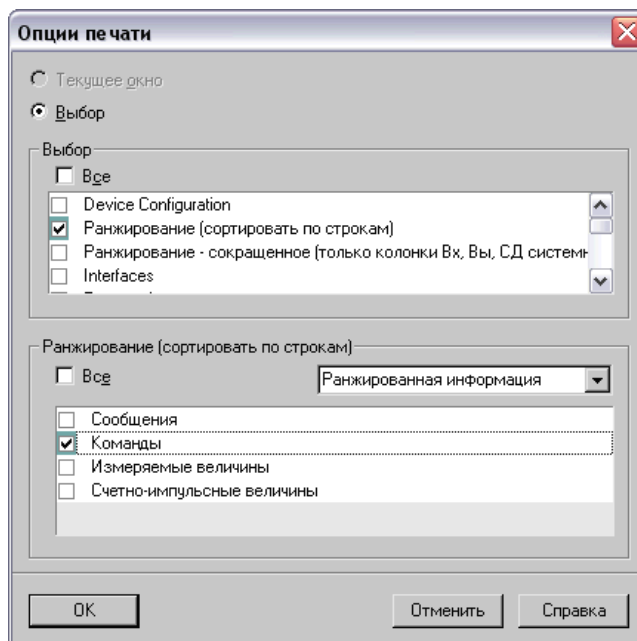 Опции печати
Текущее окно
Выбор
Выбор
Все
Device Configuration
Ранжирование (сортировать по строкам)
Ранжирование - сокращенное (только колонки Вх, Вы, СД системн
Interfaces
Ранжирование (сортировать по строкам)
Все
Ранжированная информация
Сообщения
Команды
Измеряемые величины
Счетно-импульсные величины
OK
Отменить
Справка